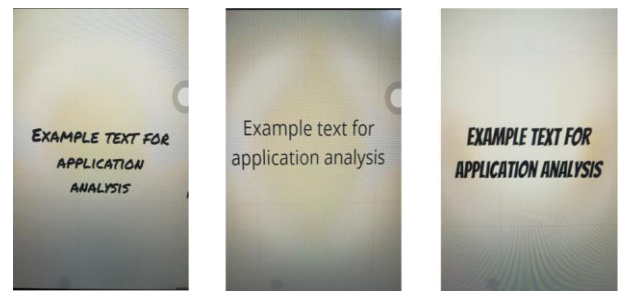 EXAMPLE TEXT FOR
APPLICATION
ANALYSIS
Example text for
application analysis
EXAMPLE TEXT FOR
APPLICATION ANALYSIS